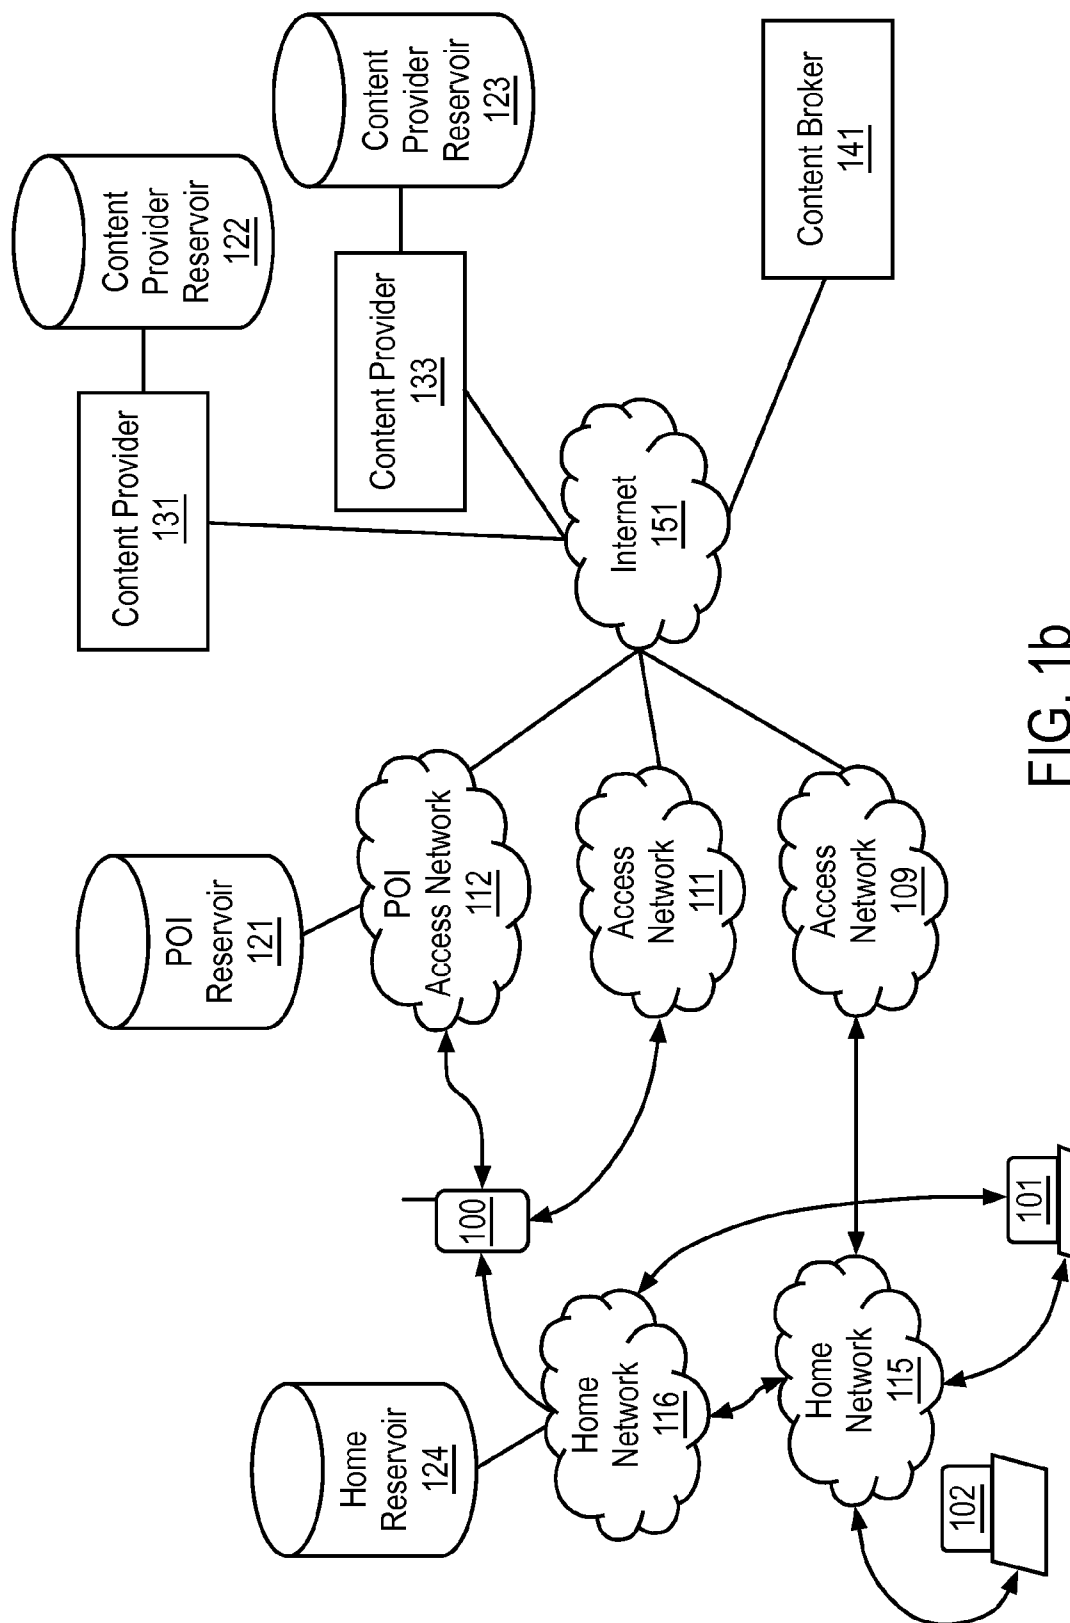 Content
Provider
Reservoir
122
Content
Provider
Reservoir
123
Content Provider
131
Content Provider
133
Content Broker
141
Internet
151
POI
Reservoir
121
POI
Access Network
112
Access
Network
111
Access
Network
109
100
101
102
Home
Reservoir
124
Home
Network
116
Home
Network
115
FIG. 1b